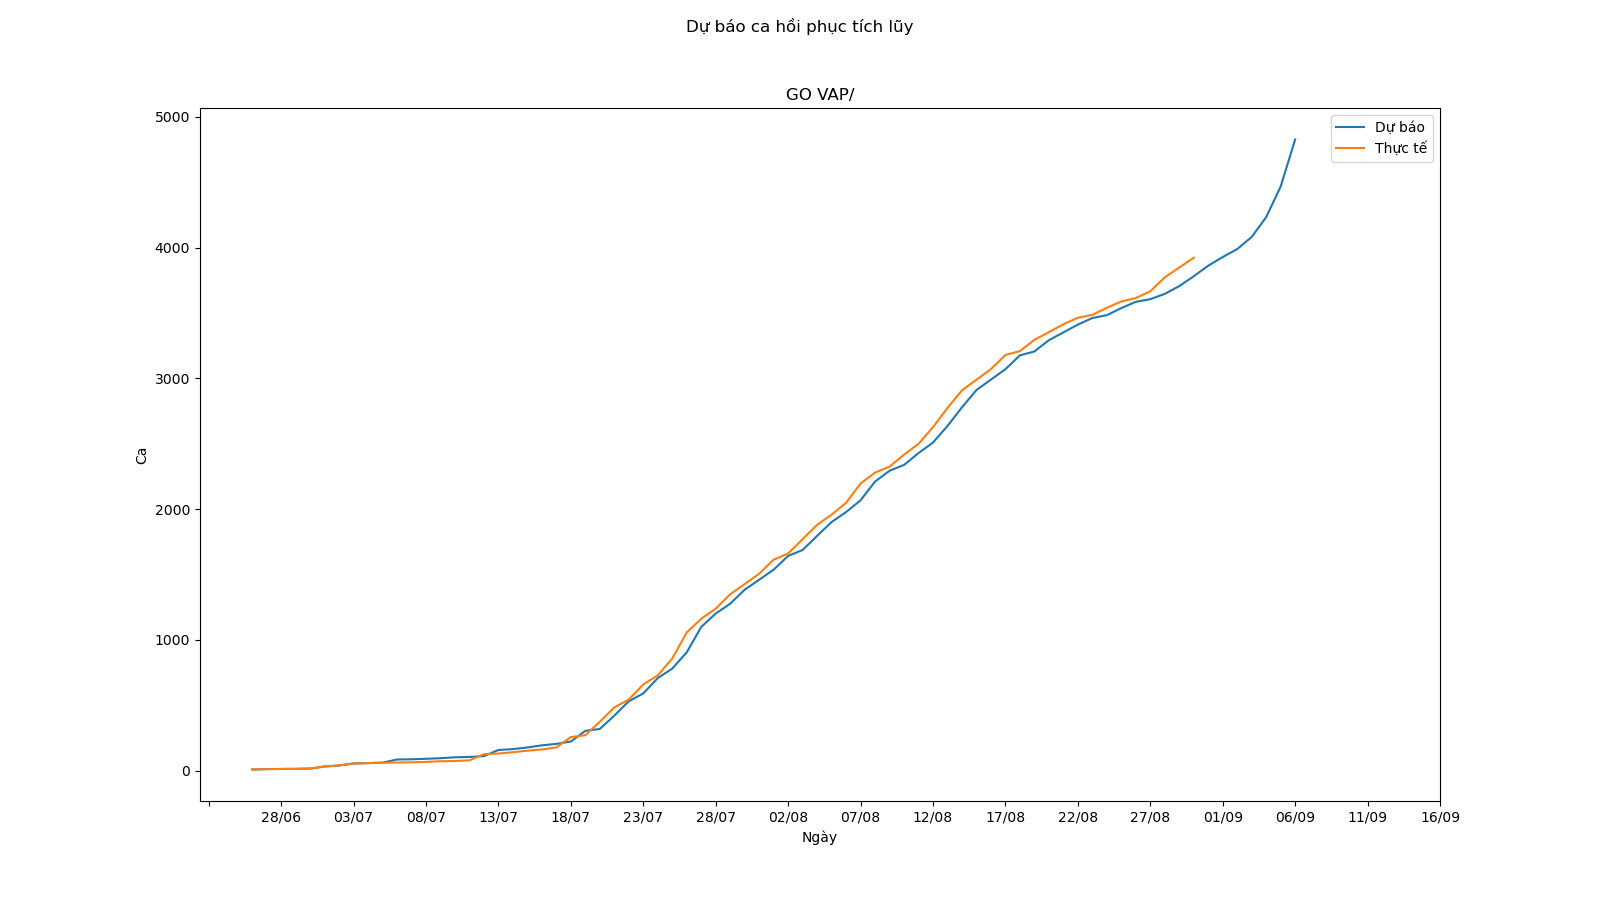 Dự báo ca hồi phục tích lũy
GO VAP/
Dự báo
Thực tế
5000
4000
3000
2000
1000
0
Ca
28/06 03/07 08/07 13/07 18/07 23/07 28/07 02/08 07/08 12/08 17/08 22/08 27/08 01/09 06/09 11/09 16/09
Ngày